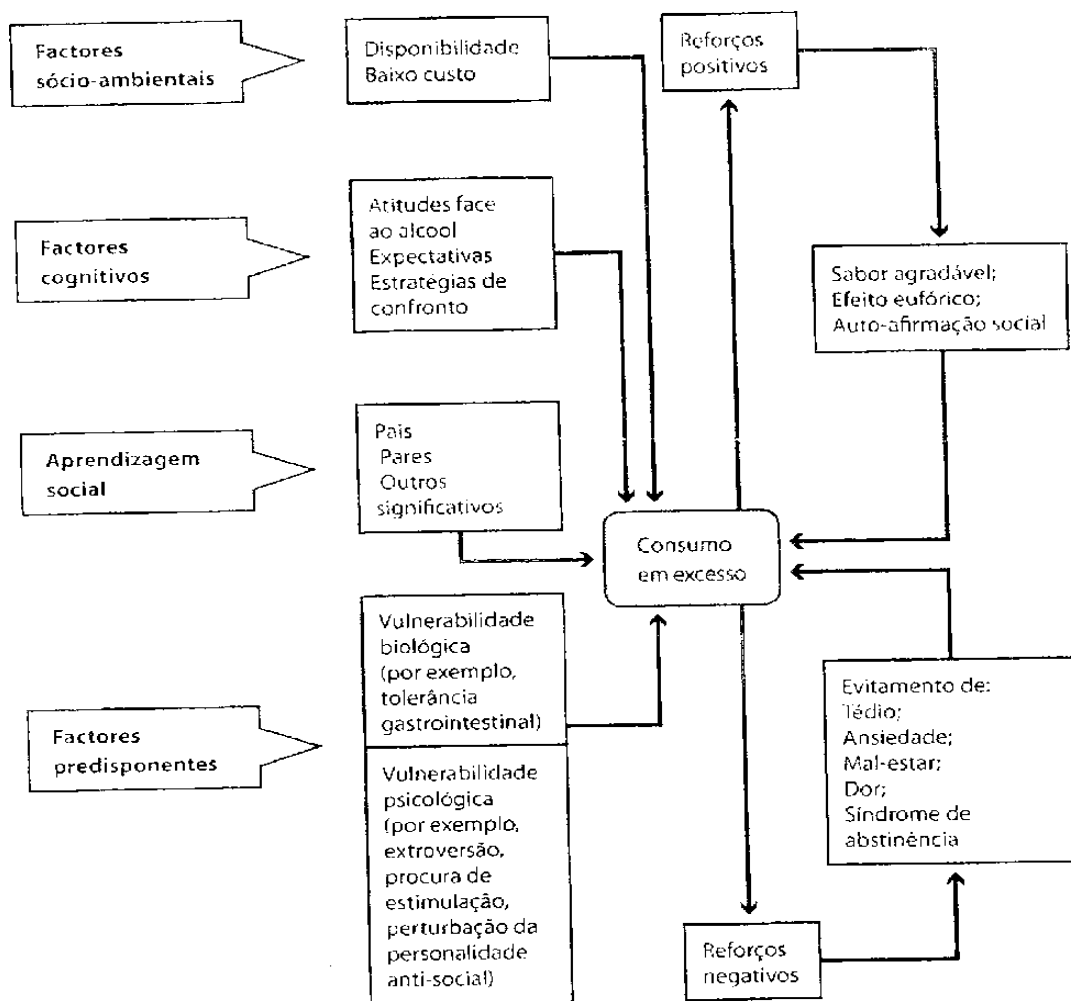 Factores
sócio-ambientais
Disponibilidade
Baixo custo
Reforços
positivos
Factores
cognitivos
Atitudes face
ao alcool
Expectativas
Estratégias de
confronto
Sabor agradável;
Efeito eufórico;
Auto-afirmação social
Aprendizagem
social
Pais
Pares
Outros
significativos
Consumo
em excesso
Factores
predisponentes
Vulnerabilidade
biológica
(por exemplo,
tolerância
gastrointestinal)
Vulnerabilidade
psicológica
(por exemplo,
extroversão,
procura de
estimulação,
perturbação da
personalidade
anti-social)
Evitamento de:
Tédio;
Ansiedade;
Mal-estar;
Dor;
Síndrome de
abstinência
Reforços
negativos